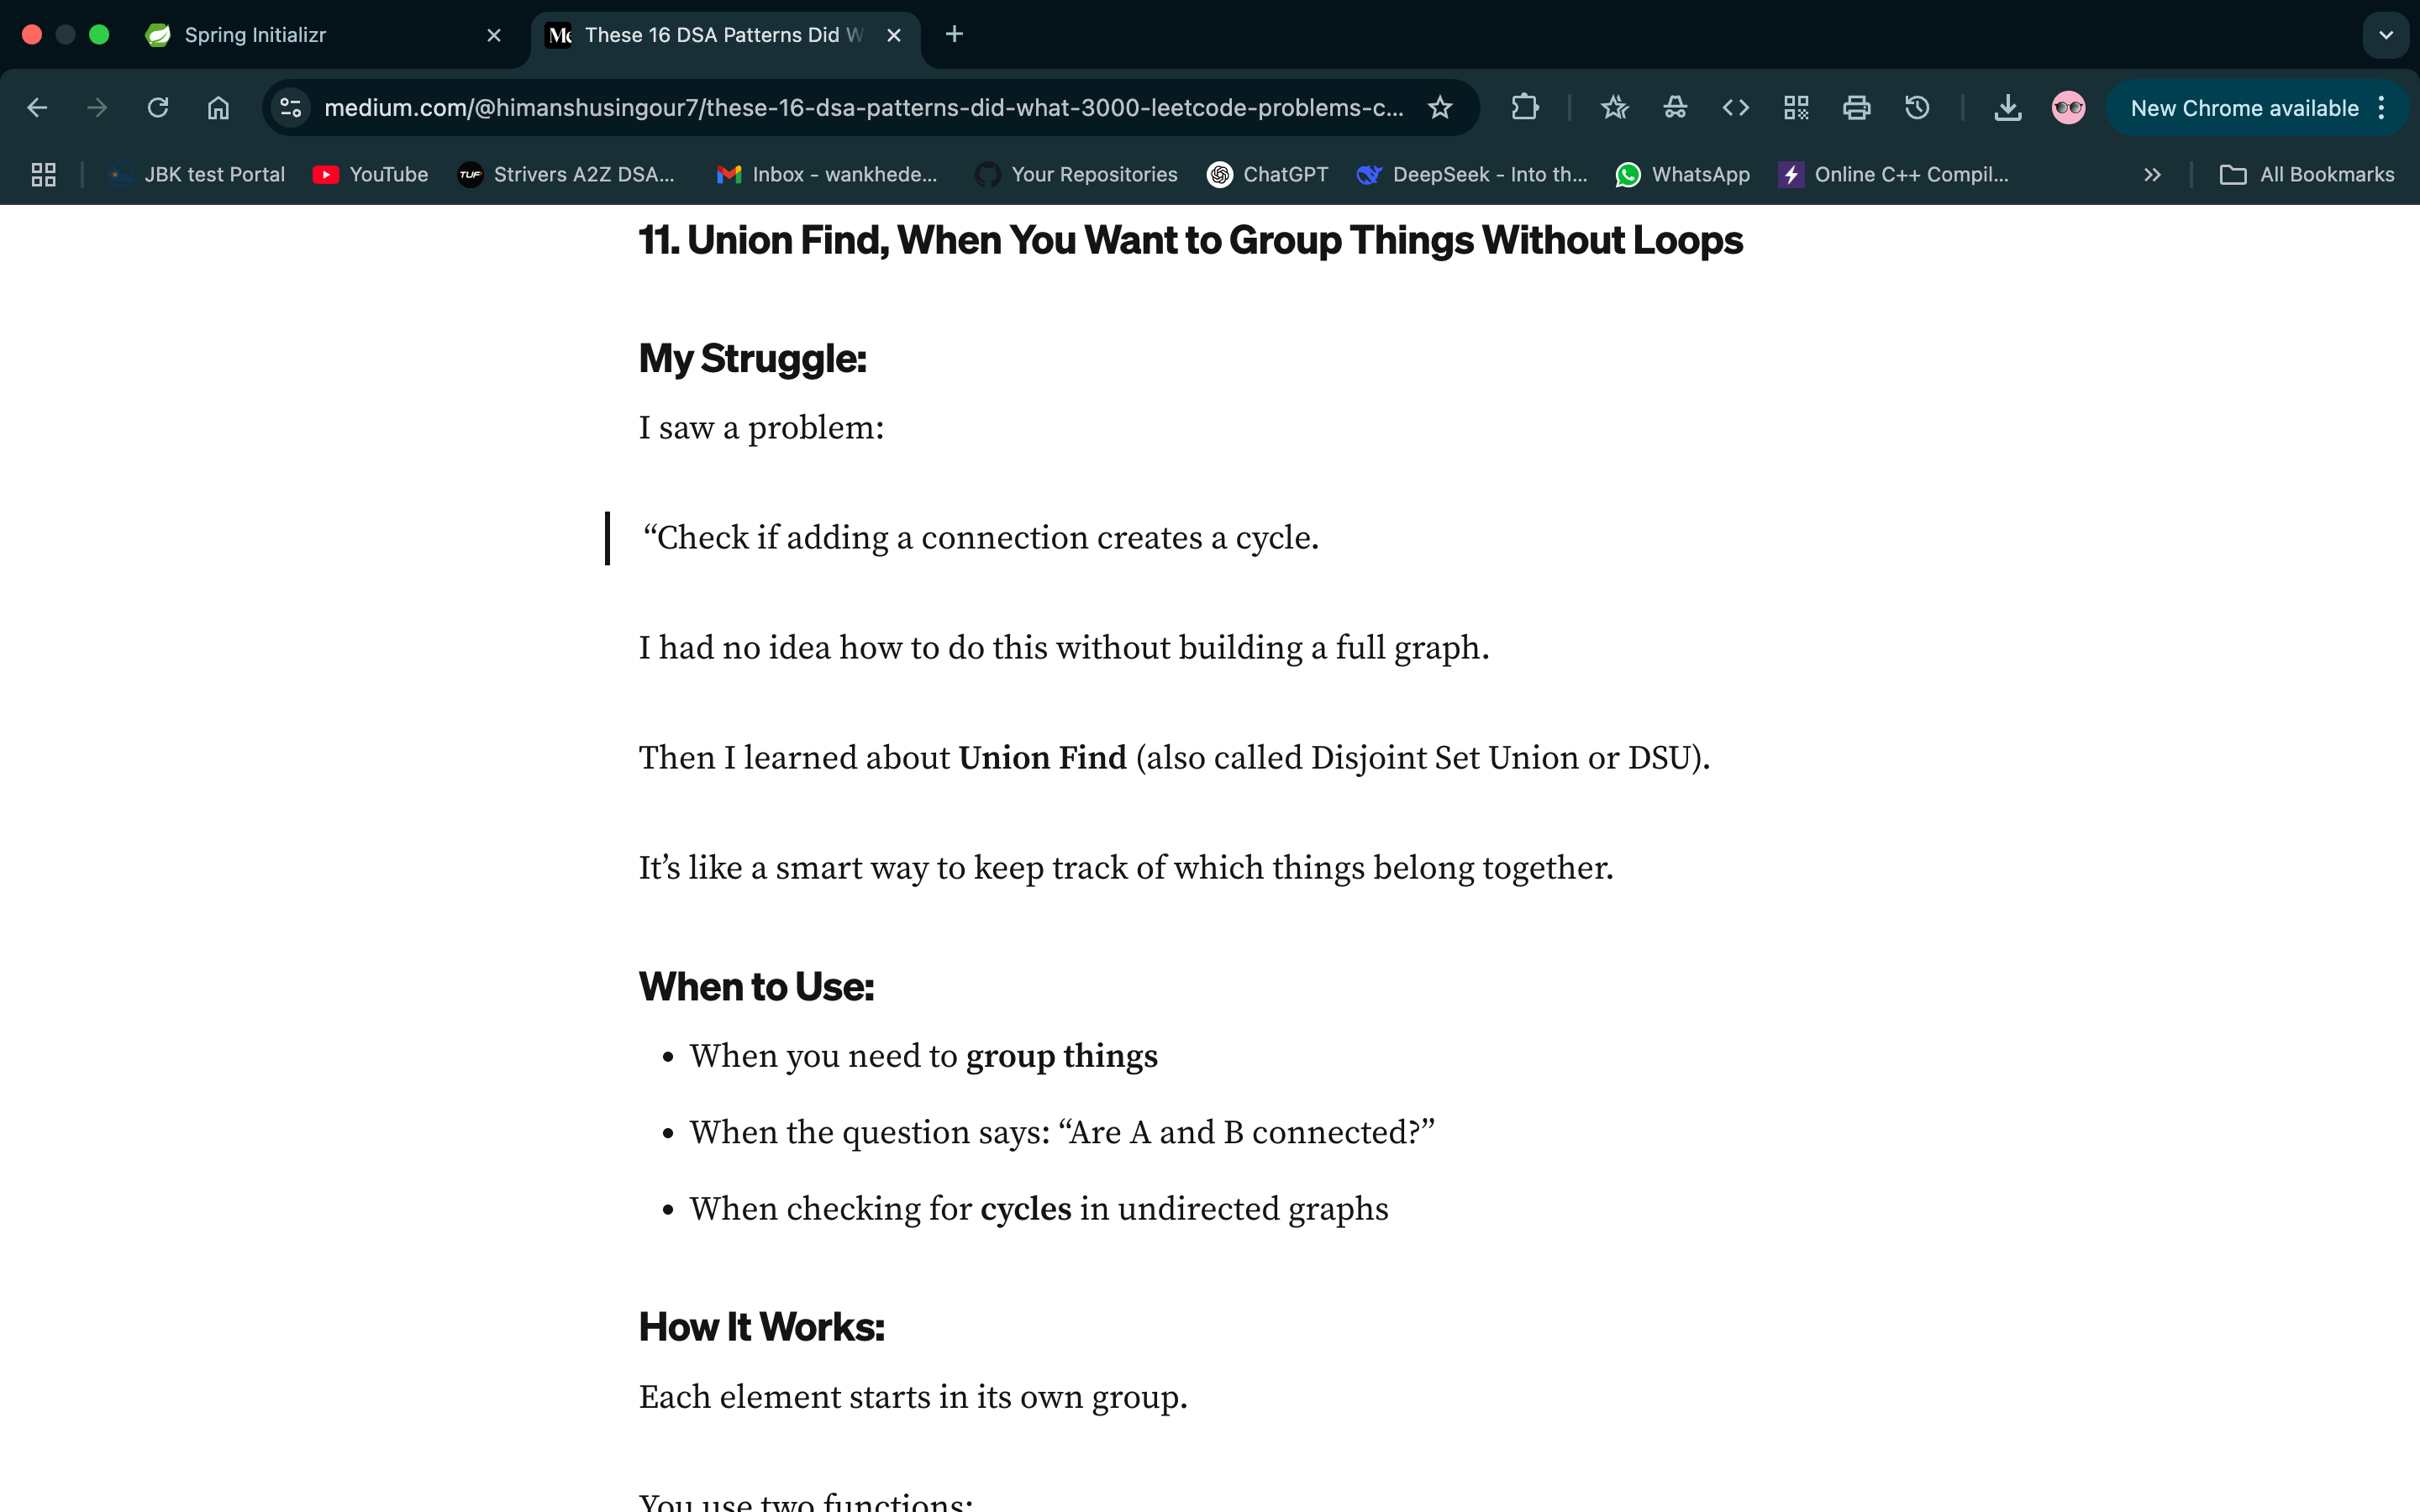 Spring Initializr
These 16 DSA Patterns Did W
medium.com/@himanshusingour7/these-16-dsa-patterns-did-what-3000-leetcode-problems-c...
New Chrome available
JBK test Portal
YouTube
TUF
Strivers A2Z DSA...
Inbox - wankhede...
Your Repositories
ChatGPT
DeepSeek - Into th...
WhatsApp
Online C++ Compil...
All Bookmarks
11. Union Find, When You Want to Group Things Without Loops
My Struggle:
I saw a problem:
“Check if adding a connection creates a cycle.
I had no idea how to do this without building a full graph.
Then I learned about Union Find (also called Disjoint Set Union or DSU).
It’s like a smart way to keep track of which things belong together.
When to Use:
• When you need to group things
• When the question says: “Are A and B connected?”
• When checking for cycles in undirected graphs
How It Works:
Each element starts in its own group.
You use two functions: